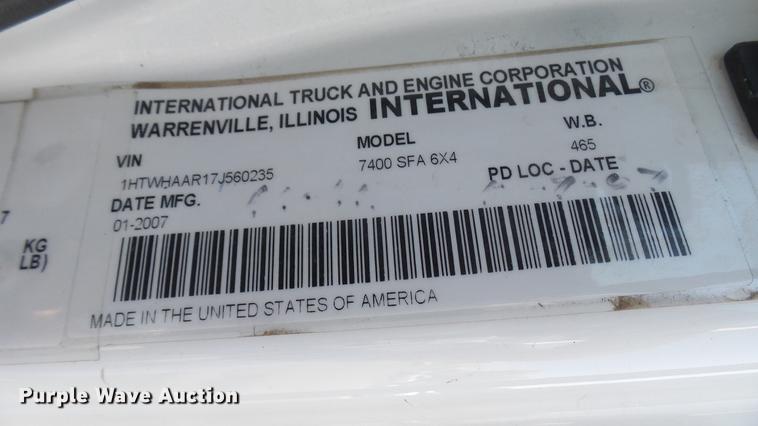 INTERNATIONAL TRUCK AND ENGINE CORPORATION
WARRENVILLE, ILLINOIS INTERNATIONAL®
VIN MODEL W.B.
1HTWHAAR17J560235 7400 SFA 6X4 465
DATE MFG. PD LOC - DATE
01-2007
7
KG
LB)
MADE IN THE UNITED STATES OF AMERICA
Purple Wave Auction